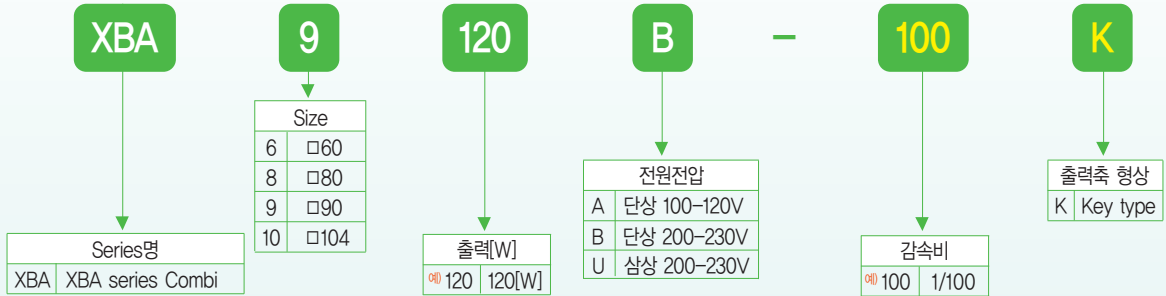 XBA 9 120 B - 100 K
Size
6 □60
8 □80
9 □90
10 □104
전원전압
A 단상 100-120V
B 단상 200-230V
U 삼상 200-230V
출력축 형상
K Key type
Series명
XBA XBA series Combi
출력[W]
예) 120 120[W]
감속비
예) 100 1/100